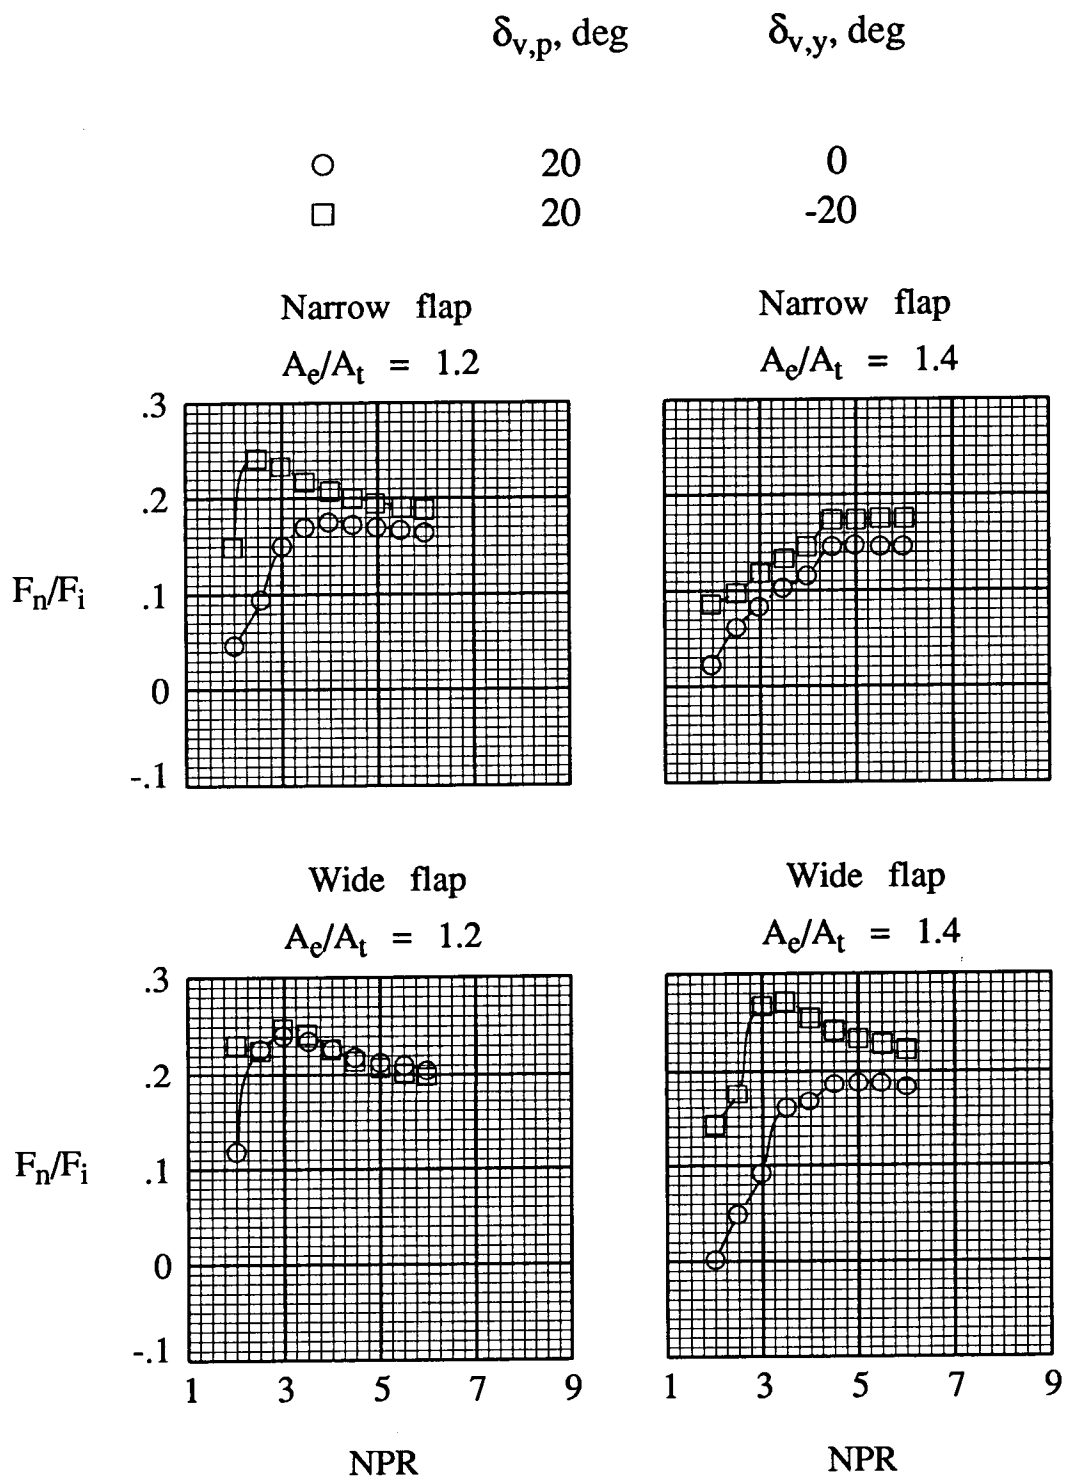 δv,p, deg δv,y, deg
20 0
20 -20
Narrow flap
Ae/At = 1.2
Narrow flap
Ae/At = 1.4
.3
.2
.1
0
-.1
Fn/Fi
Wide flap
Ae/At = 1.2
Wide flap
Ae/At = 1.4
.3
.2
.1
0
-.1
Fn/Fi
1 3 5 7 9
1 3 5 7 9
NPR
NPR